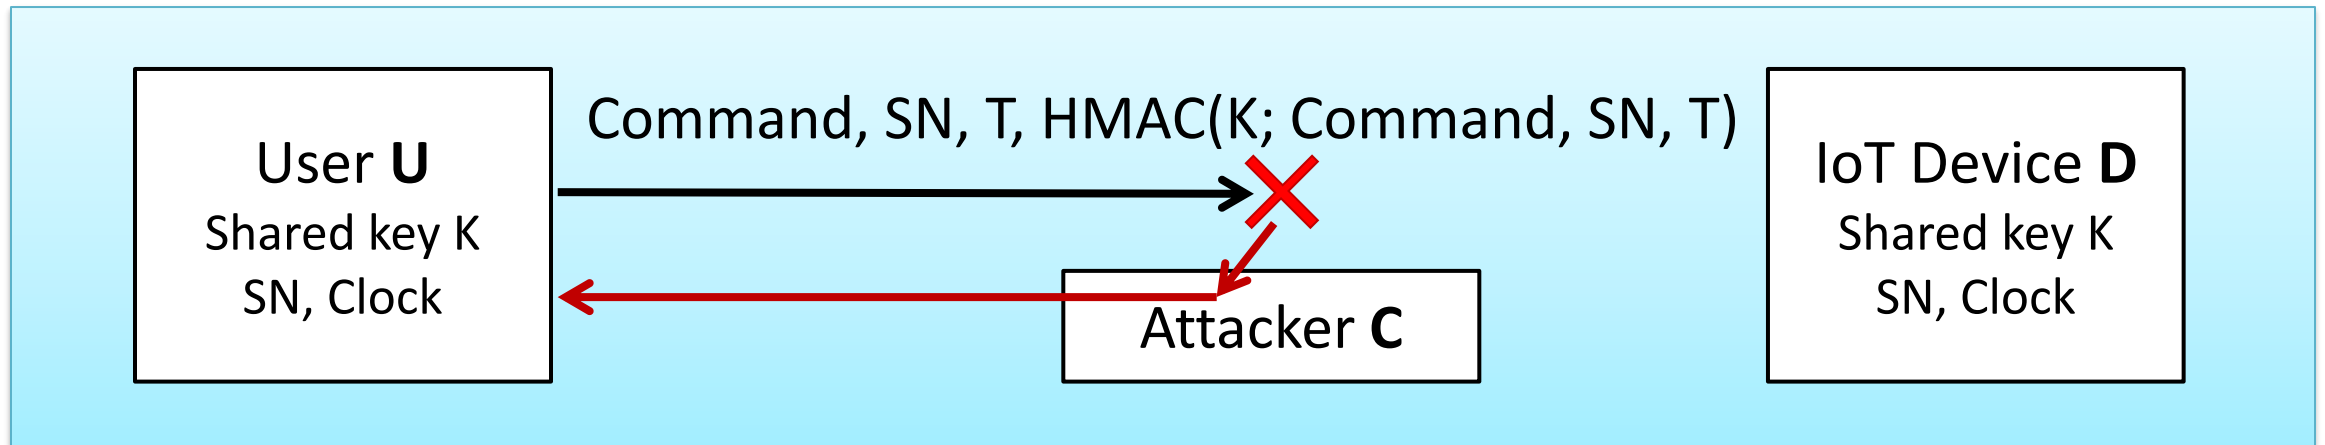 Command, SN, T, HMAC(K; Command, SN, T)
User U
Shared key K
SN, Clock
Attacker C
IoT Device D
Shared key K
SN, Clock